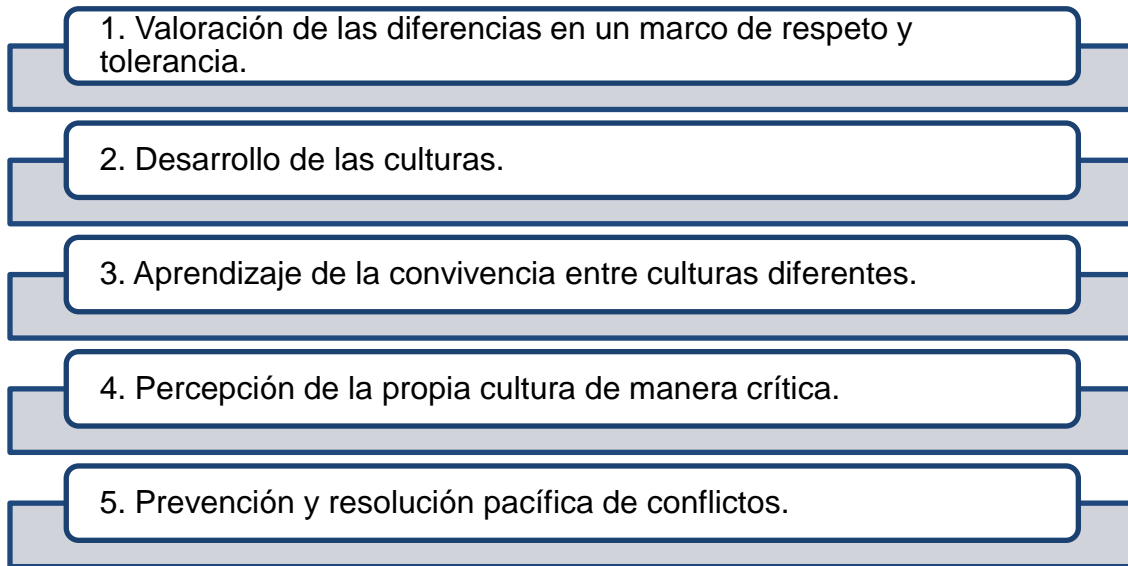 1. Valoración de las diferencias en un marco de respeto y
tolerancia.
2. Desarrollo de las culturas.
3. Aprendizaje de la convivencia entre culturas diferentes.
4. Percepción de la propia cultura de manera crítica.
5. Prevención y resolución pacífica de conflictos.